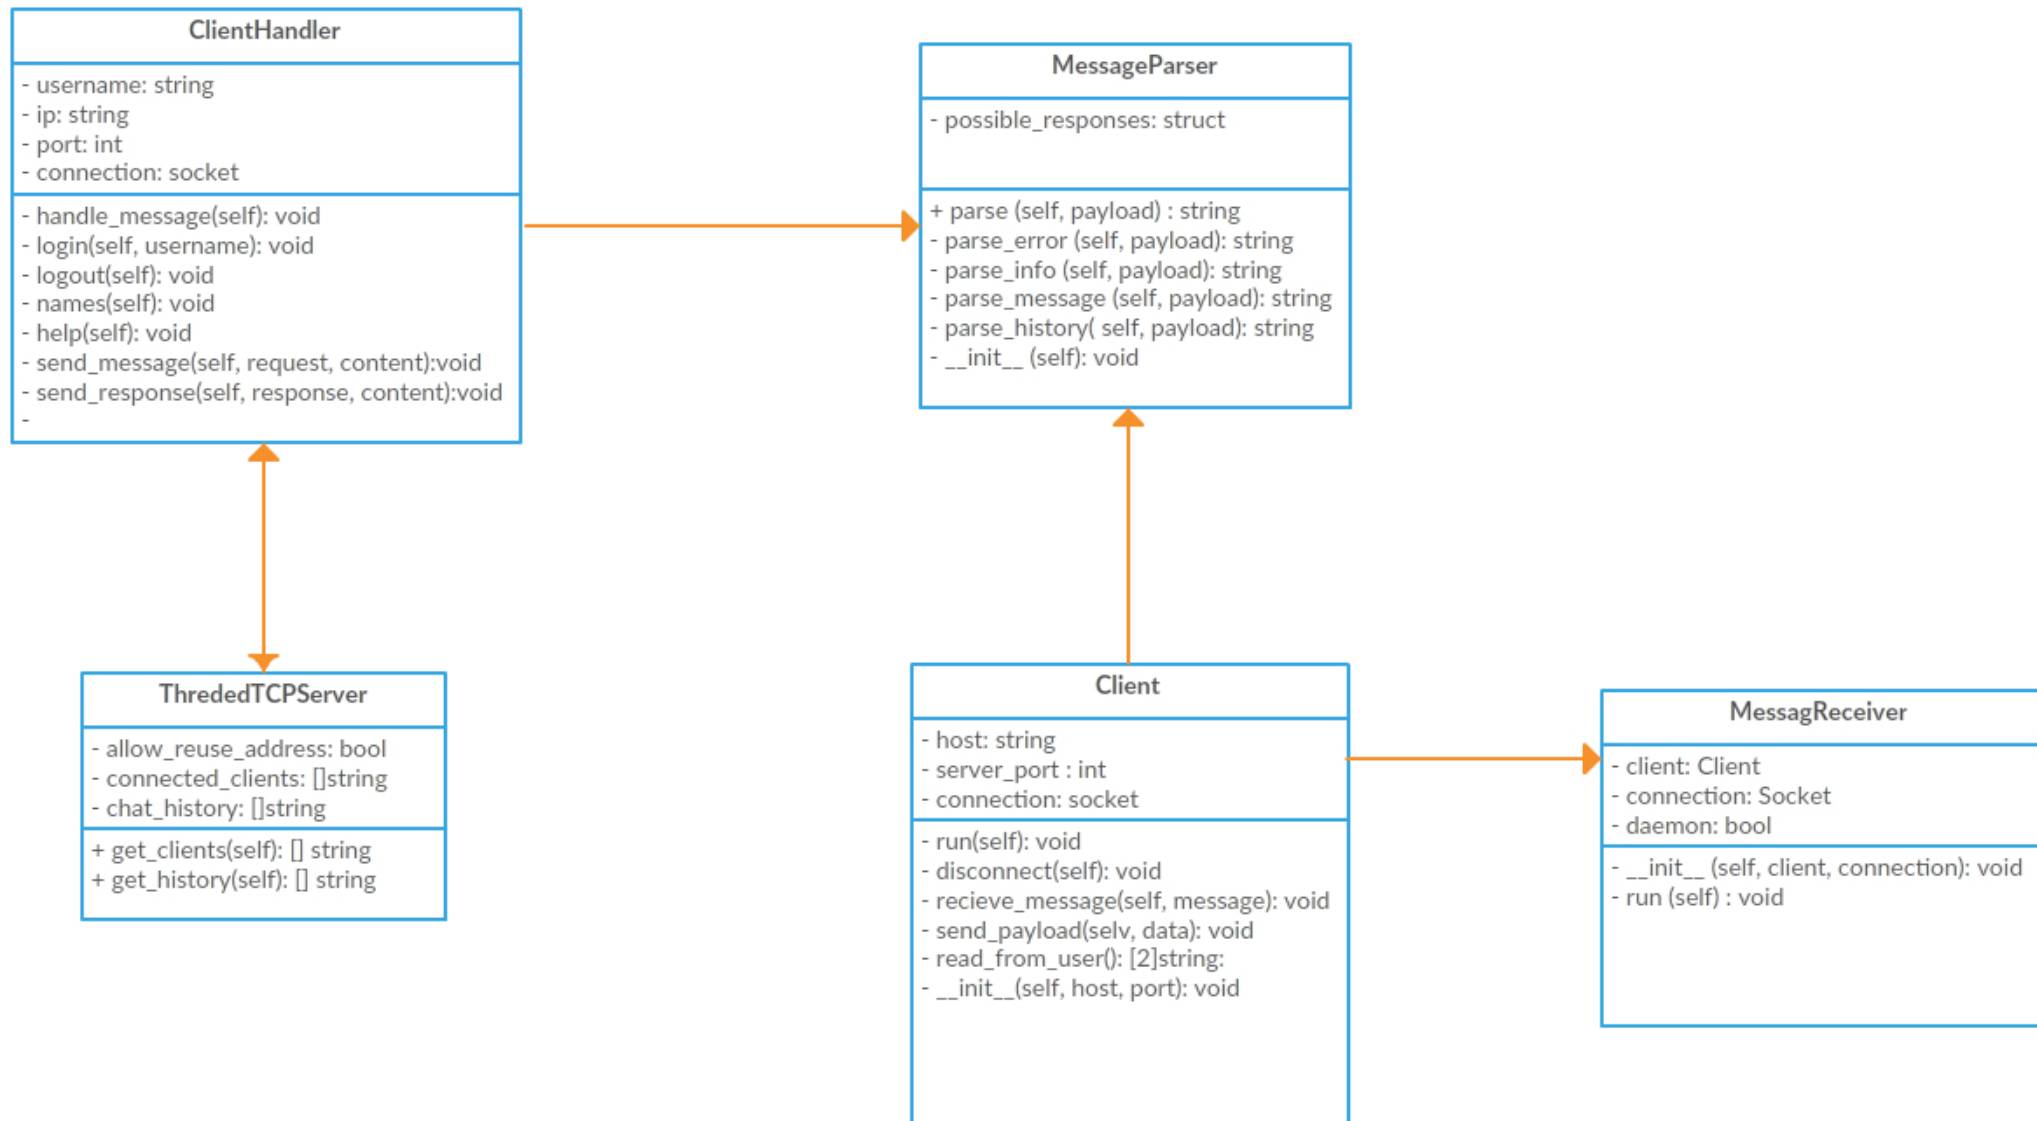 ClientHandler
- username: string
- ip: string
- port: int
- connection: socket
- handle_message(self): void
- login(self, username): void
- logout(self): void
- names(self): void
- help(self): void
- send_message(self, request, content):void
- send_response(self, response, content):void
-
MessageParser
- possible_responses: struct
+ parse (self, payload) : string
- parse_error (self, payload): string
- parse_info (self, payload): string
- parse_message (self, payload): string
- parse_history( self, payload): string
- __init__ (self): void
ThrededTCPServer
- allow_reuse_address: bool
- connected_clients: []string
- chat_history: []string
+ get_clients(self): [] string
+ get_history(self): [] string
Client
- host: string
- server_port : int
- connection: socket
- run(self): void
- disconnect(self): void
- recieve_message(self, message): void
- send_payload(selv, data): void
- read_from_user(): [2]string:
- __init__(self, host, port): void
MessagReceiver
- client: Client
- connection: Socket
- daemon: bool
- __init__ (self, client, connection): void
- run (self) : void